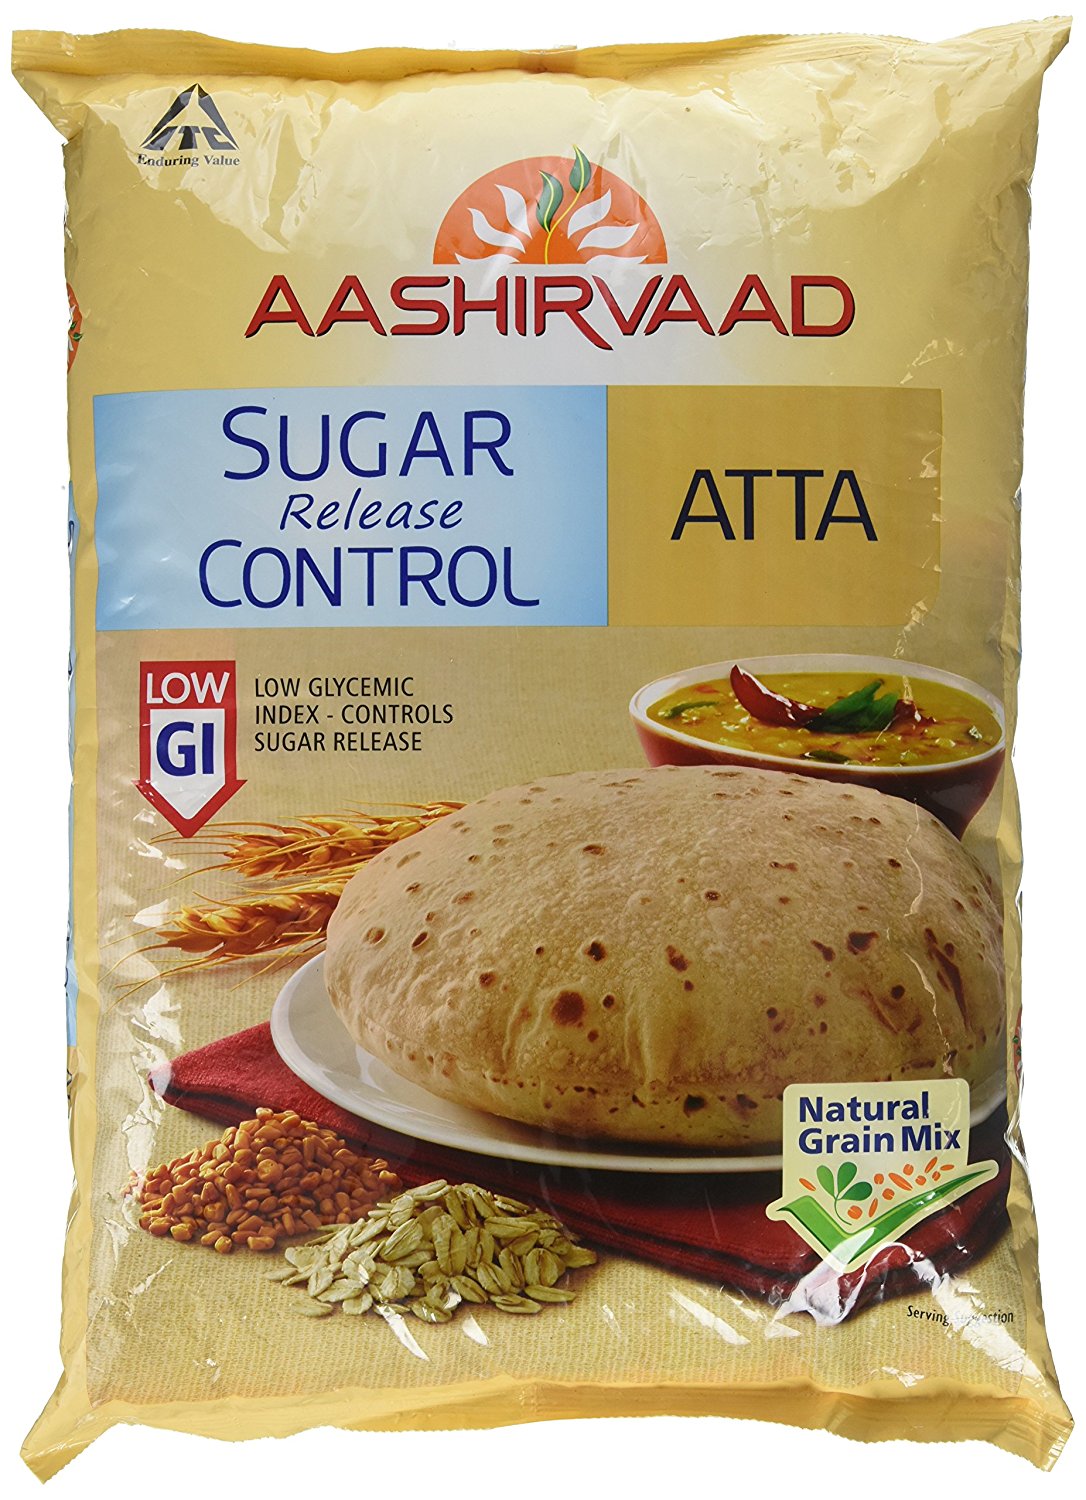 ITC
Enduring Value
AASHIRVAAD
SUGAR
Release
CONTROL
ATTA
LOW
GI
LOW GLYCEMIC
INDEX - CONTROLS
SUGAR RELEASE
Natural
Grain Mix
Serving Suggestion